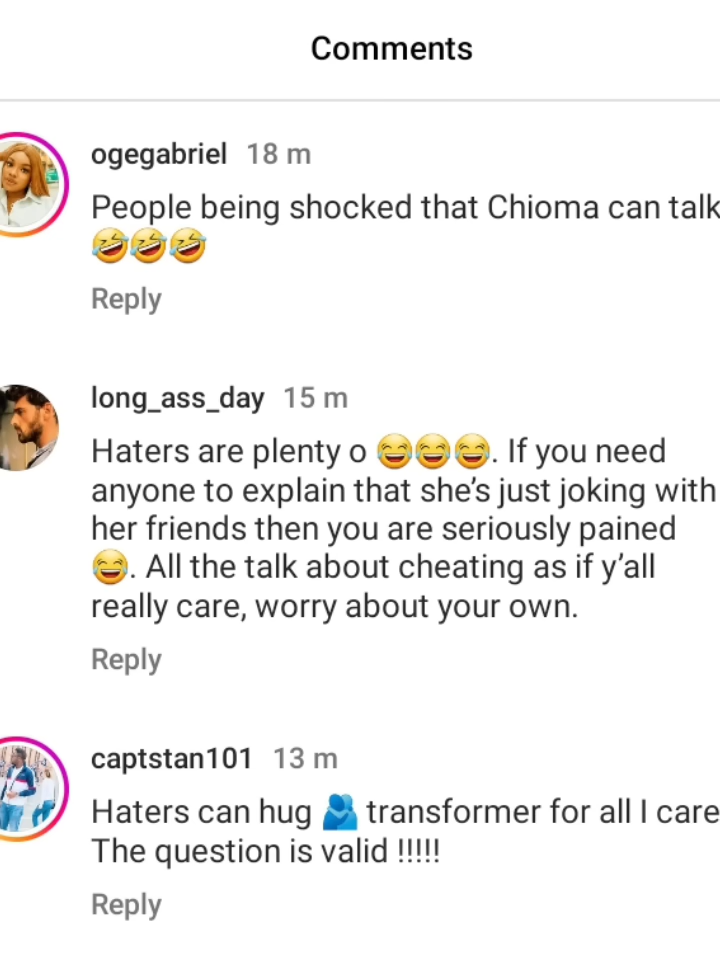 Comments
ogegabriel 18 m
People being shocked that Chioma can talk
🤣🤣🤣
Reply
long_ass_day 15 m
Haters are plenty o 😂😂😂. If you need
anyone to explain that she’s just joking with
her friends then you are seriously pained
😂. All the talk about cheating as if y’all
really care, worry about your own.
Reply
captstan101 13 m
Haters can hug 🫂 transformer for all I care
The question is valid !!!!!
Reply